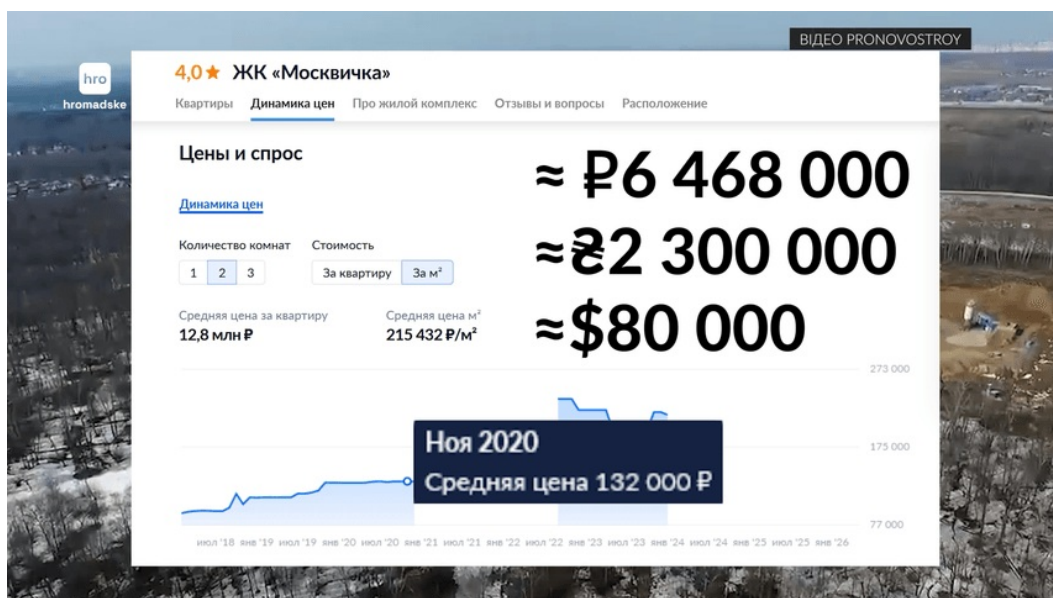 ВІДЕО PRONOVOSTROY
hro
hromadske
4,0★ ЖК «Москвичка»
Квартиры Динамика цен Про жилой комплекс Отзывы и вопросы Расположение
Цены и спрос
≈ ₽6 468 000
Динамика цен
≈₴2 300 000
Количество комнат Стоимость
1 2 3 За квартиру За м²
Средняя цена за квартиру Средняя цена м²
12,8 млн ₽ 215 432 ₽/м²
≈$80 000
273 000
Ноя 2020
175 000
Средняя цена 132 000 ₽
77 000
июл '18 янв '19 июл '19 янв '20 июл '20 янв '21 июл '21 янв '22 июл '22 янв '23 июл '23 янв '24 июл '24 янв '25 июл '25 янв '26